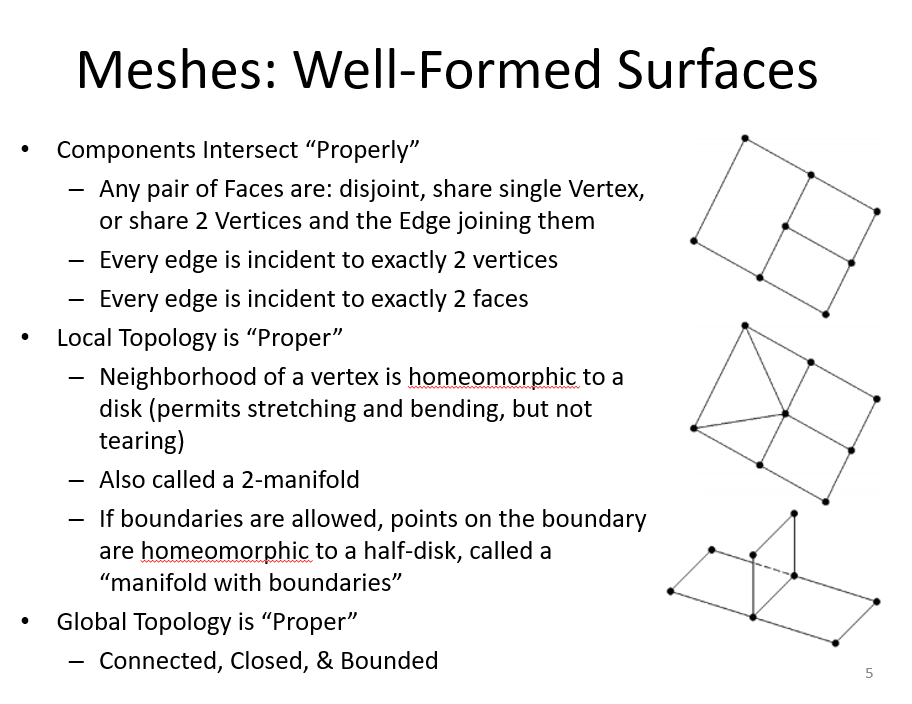 Meshes: Well-Formed Surfaces
• Components Intersect “Properly”
– Any pair of Faces are: disjoint, share single Vertex,
or share 2 Vertices and the Edge joining them
– Every edge is incident to exactly 2 vertices
– Every edge is incident to exactly 2 faces
• Local Topology is “Proper”
– Neighborhood of a vertex is homeomorphic to a
disk (permits stretching and bending, but not
tearing)
– Also called a 2-manifold
– If boundaries are allowed, points on the boundary
are homeomorphic to a half-disk, called a
“manifold with boundaries”
• Global Topology is “Proper”
– Connected, Closed, & Bounded
5